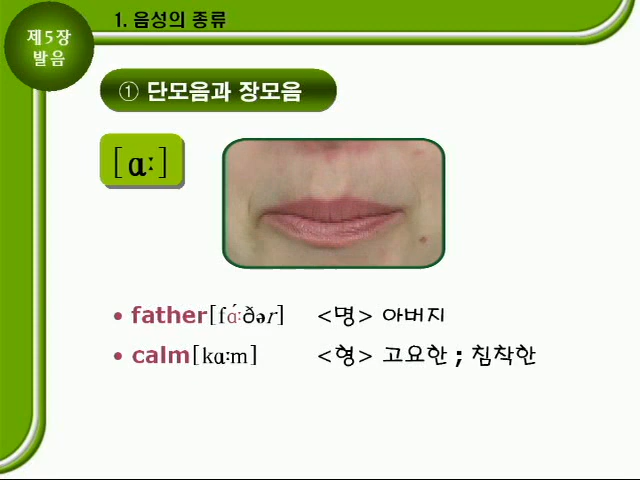 제5장
발음
1. 음성의 종류
① 단모음과 장모음
[ɑː]
• father[fɑ́ːðər] <명> 아버지
• calm[kɑːm] <형> 고요한 ; 침착한